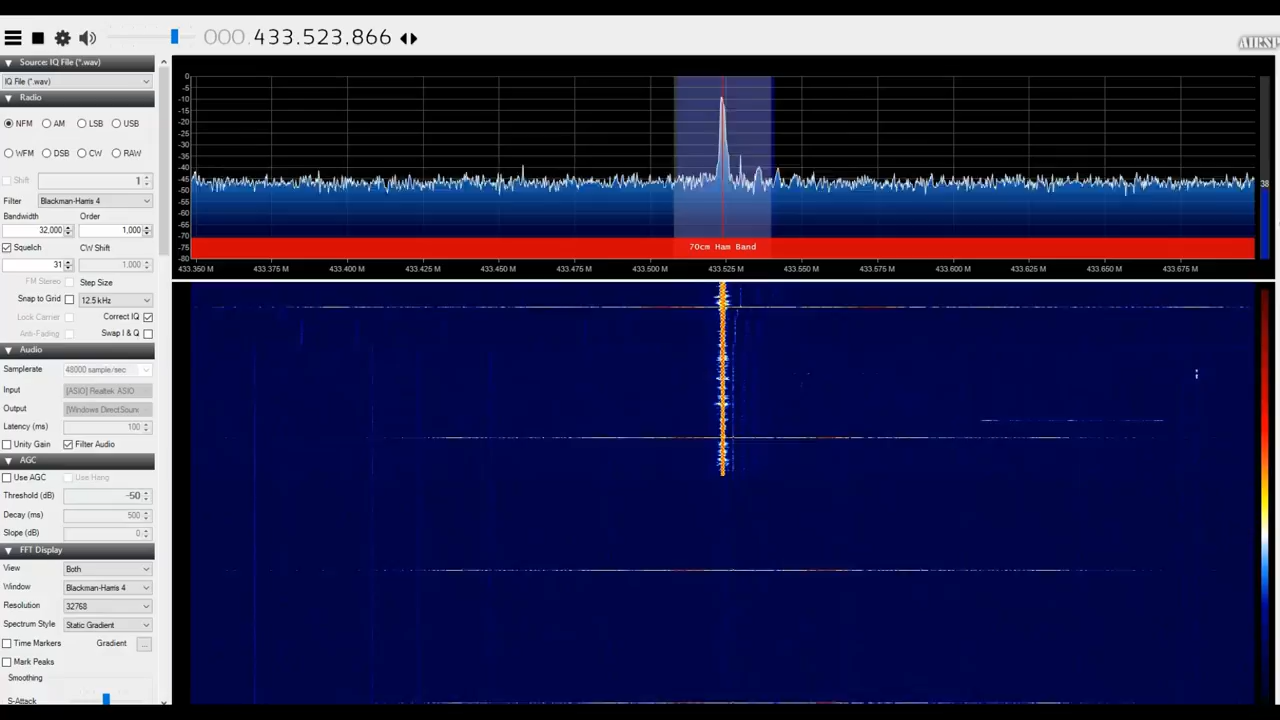 000.433.523.866
AIRSP
Source: IQ File (*.wav)
IQ File (*.wav)
Radio
NFM AM LSB USB
WFM DSB CW RAW
Shift 1
Filter Blackman-Harris 4
Bandwidth Order
32,000 1,000
Squelch CW Shift
31 1,000
FM Stereo Step Size
Snap to Grid 12.5 kHz
Lock Carrier Correct IQ
Anti-Fading Swap I & Q
Audio
Samplerate 48000 sample/sec
Input [ASIO] Realtek ASIO
Output [Windows DirectSoun
Latency (ms) 100
Unity Gain Filter Audio
AGC
Use AGC Use Hang
Threshold (dB) -50
Decay (ms) 500
Slope (dB) 0
FFT Display
View Both
Window Blackman-Harris 4
Resolution 32768
Spectrum Style Static Gradient
Time Markers Gradient ...
Mark Peaks
Smoothing
S-Attack
0
-5
-10
-15
-20
-25
-30
-35
-40
-45
-50
-55
-60
-65
-70
-75
-80
38
70cm Ham Band
433.350 M 433.375 M 433.400 M 433.425 M 433.450 M 433.475 M 433.500 M 433.525 M 433.550 M 433.575 M 433.600 M 433.625 M 433.650 M 433.675 M